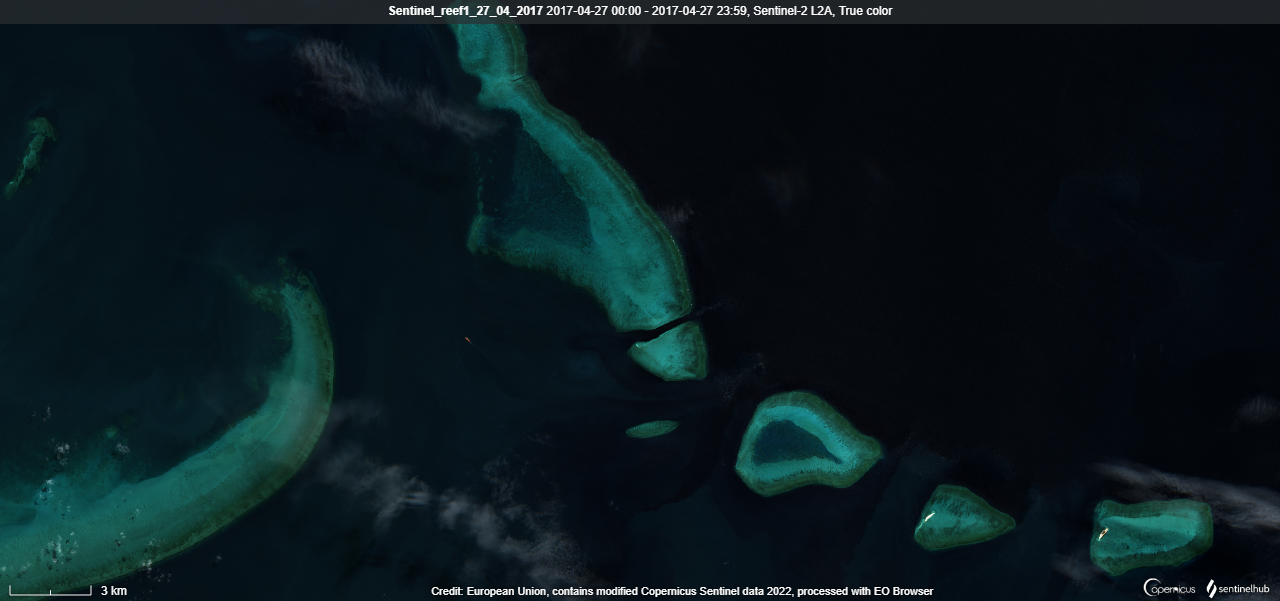 Sentinel_reef1_27_04_2017 2017-04-27 00:00 - 2017-04-27 23:59, Sentinel-2 L2A, True color
3 km
Credit: European Union, contains modified Copernicus Sentinel data 2022, processed with EO Browser
opernicus
sentinelhub